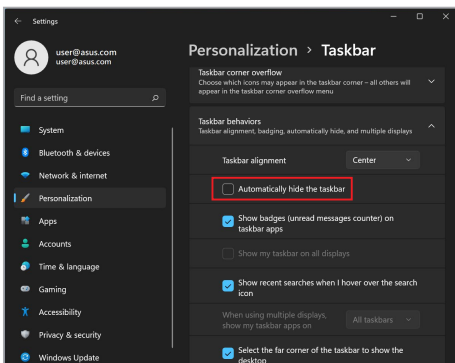 Settings
user@asus.com
user@asus.com
Find a setting
System
Bluetooth & devices
Network & internet
Personalization
Apps
Accounts
Time & language
Gaming
Accessibility
Privacy & security
Windows Update
Personalization > Taskbar
Taskbar corner overflow
Choose which icons may appear in the taskbar corner – all others will
appear in the taskbar corner overflow menu
Taskbar behaviors
Taskbar alignment, badging, automatically hide, and multiple displays
Taskbar alignment
Center
Automatically hide the taskbar
Show badges (unread messages counter) on
taskbar apps
Show my taskbar on all displays
Show recent searches when I hover over the search
icon
When using multiple displays,
show my taskbar apps on
All taskbars
Select the far corner of the taskbar to show the
desktop